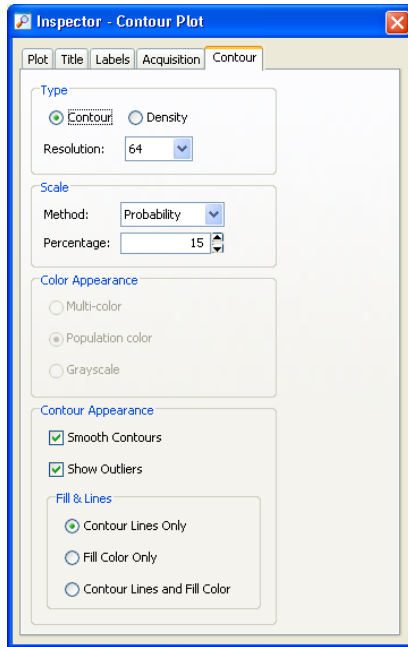 Inspector - Contour Plot
Plot Title Labels Acquisition Contour
Type
Contour Density
Resolution: 64
Scale
Method: Probability
Percentage: 15
Color Appearance
Multi-color
Population color
Grayscale
Contour Appearance
Smooth Contours
Show Outliers
Fill & Lines
Contour Lines Only
Fill Color Only
Contour Lines and Fill Color